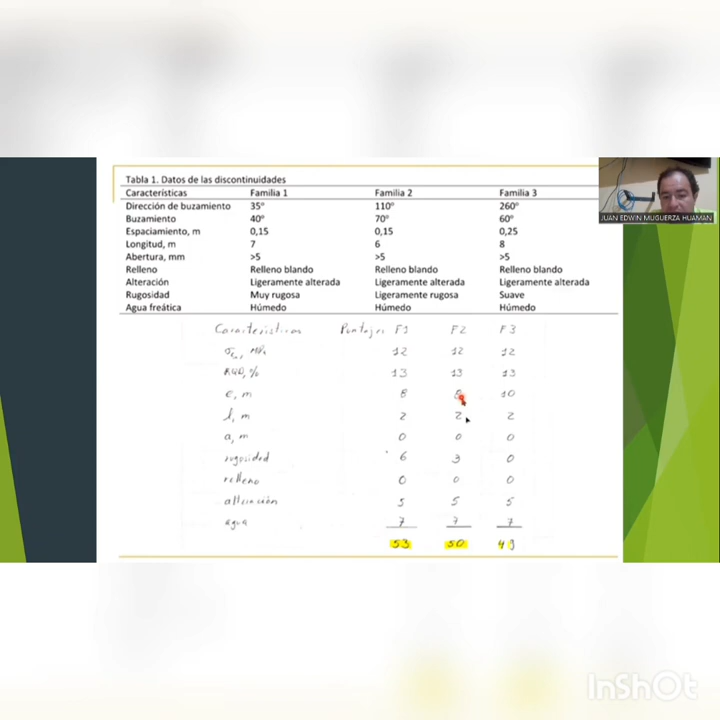 Tabla 1. Datos de las discontinuidades
Características Familia 1 Familia 2 Familia 3
Dirección de buzamiento 35° 110° 260°
Buzamiento 40° 70° 60°
Espaciamiento, m 0,15 0,15 0,25
Longitud, m 7 6 8
Abertura, mm >5 >5 >5
Relleno Relleno blando Relleno blando Relleno blando
Alteración Ligeramente alterada Ligeramente alterada Ligeramente alterada
Rugosidad Muy rugosa Ligeramente rugosa Suave
Agua freática Húmedo Húmedo Húmedo
JUAN EDWIN MUGUERZA HUAMAN
Características Puntajes F1 F2 F3
MPa 12 12 12
RQD, % 13 13 13
e, m 8 8 10
l, m 2 2 2
a, m 0 0 0
rugosidad 6 3 0
relleno 0 0 0
alteración 5 5 5
agua 7 7 7
53 50 49
InShOt